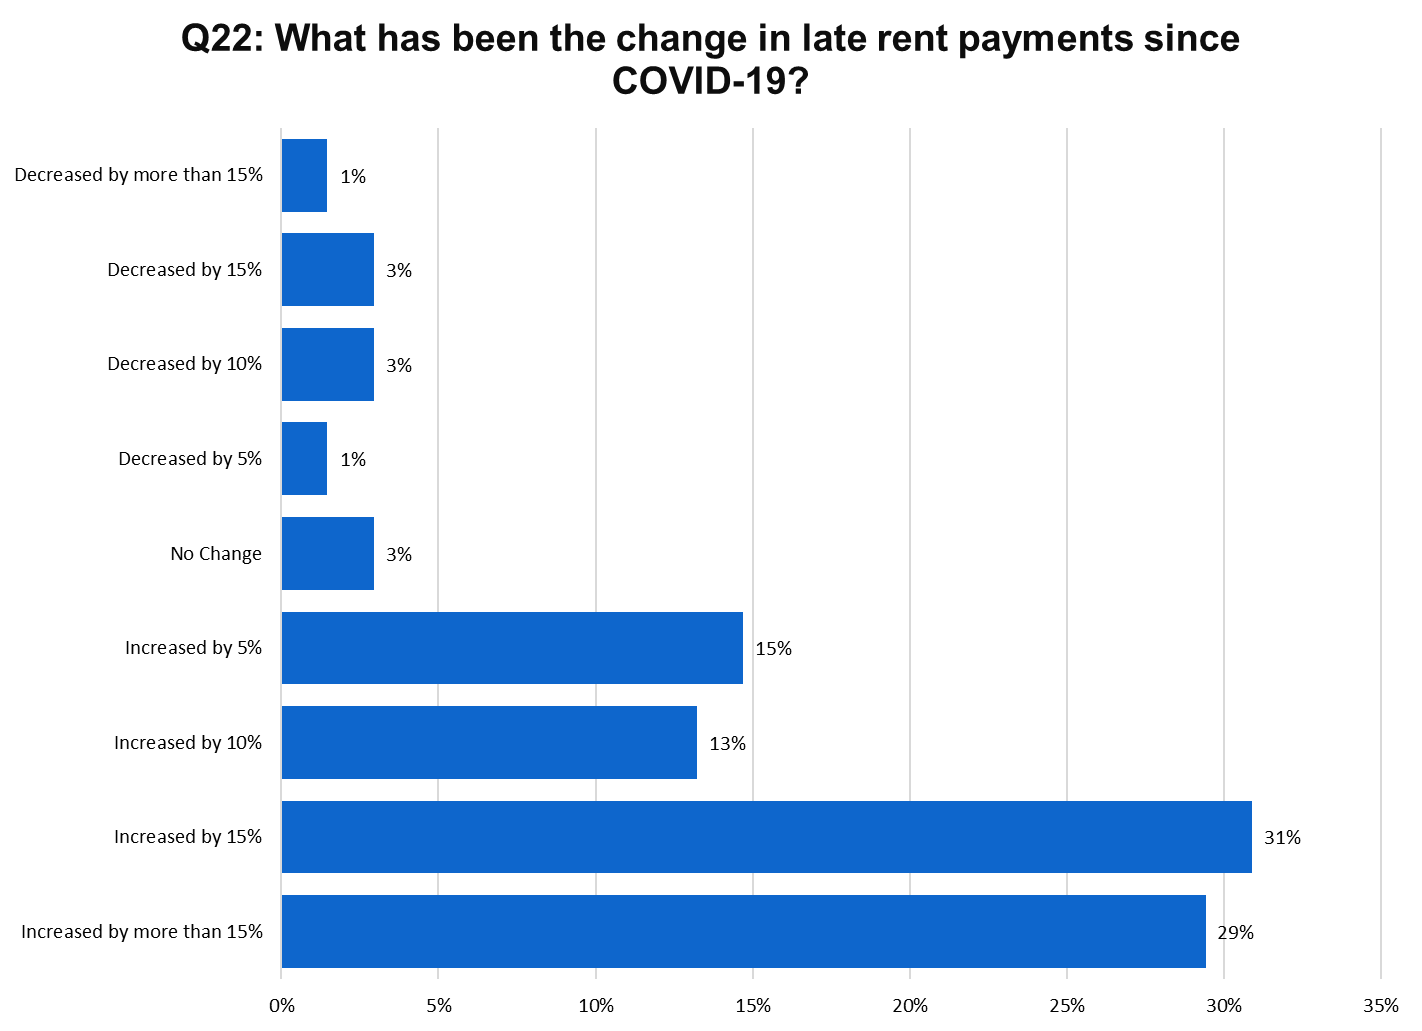 Q22: What has been the change in late rent payments since
COVID-19?
Decreased by more than 15%
1%
Decreased by 15%
3%
Decreased by 10%
3%
Decreased by 5%
1%
No Change
3%
Increased by 5%
15%
Increased by 10%
13%
Increased by 15%
31%
Increased by more than 15%
29%
0% 5% 10% 15% 20% 25% 30% 35%